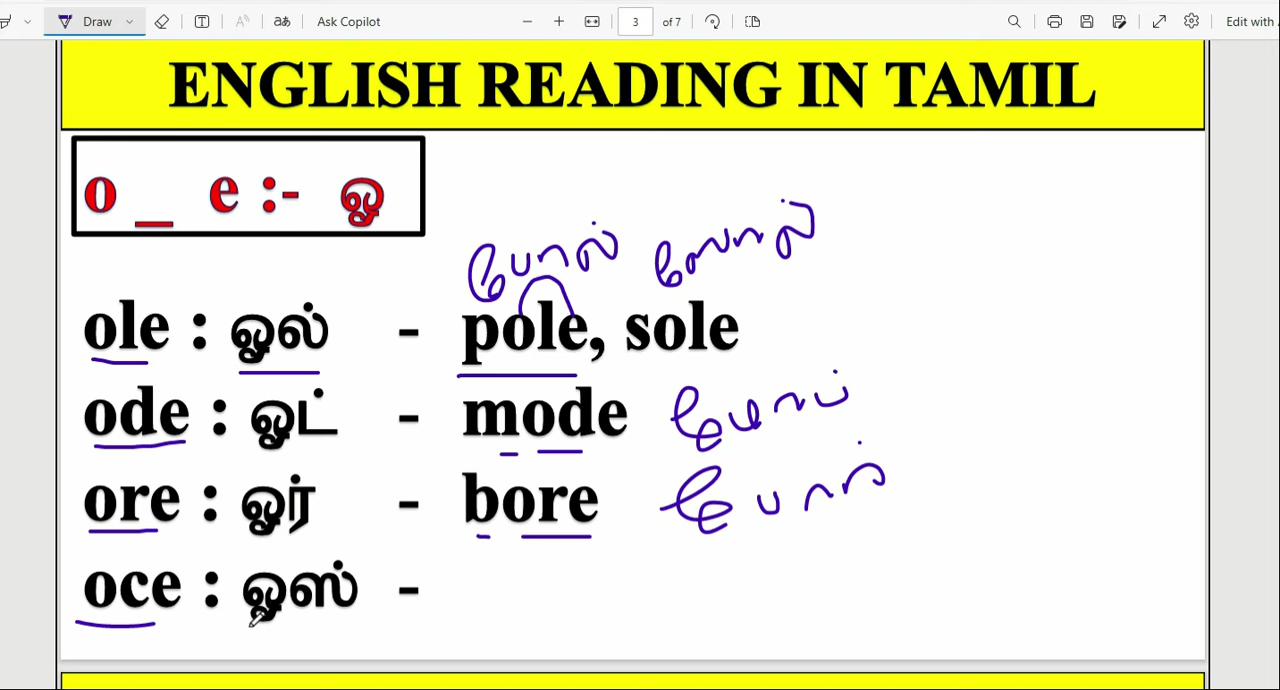 Draw Ask Copilot 3 of 7 Edit with
ENGLISH READING IN TAMIL
o _ e :- ஓ
போல் ஸோல்
ole : ஓல் - pole, sole
ode : ஓட் - mode மோட்
ore : ஓர் - bore போர்
oce : ஓஸ் -